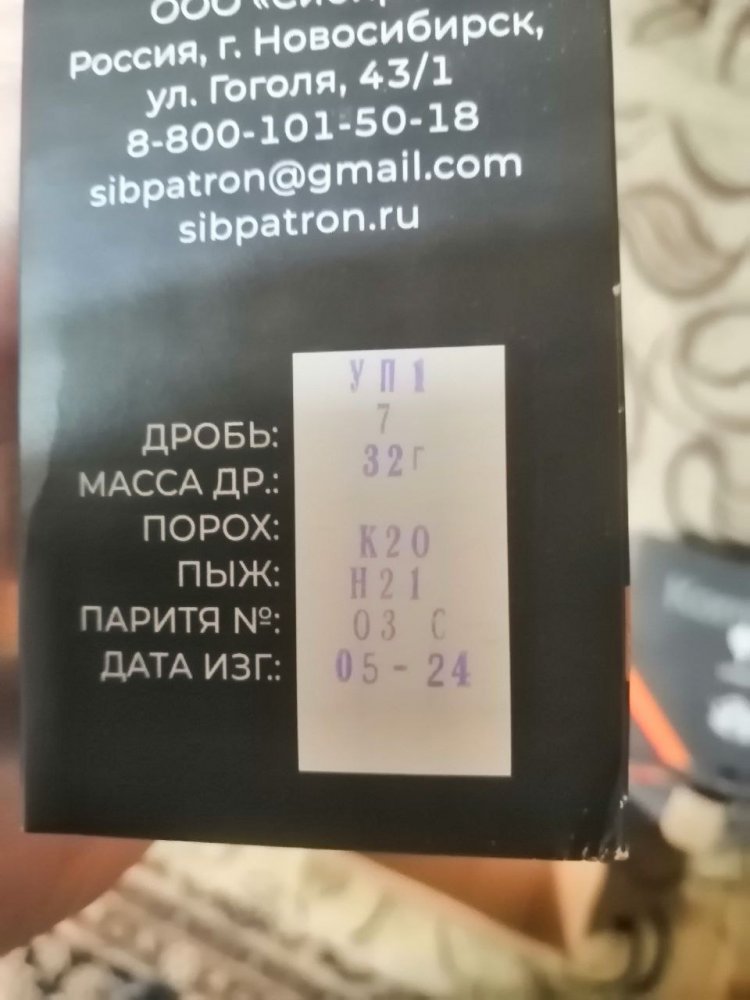 ООО
Россия, г. Новосибирск,
ул. Гоголя, 43/1
8-800-101-50-18
sibpatron@gmail.com
sibpatron.ru
УП1
ДРОБЬ: 7
МАССА ДР.: 32г
ПОРОХ: К20
ПЫЖ: Н21
ПАРИТЯ №: 03 С
ДАТА ИЗГ.: 05-24